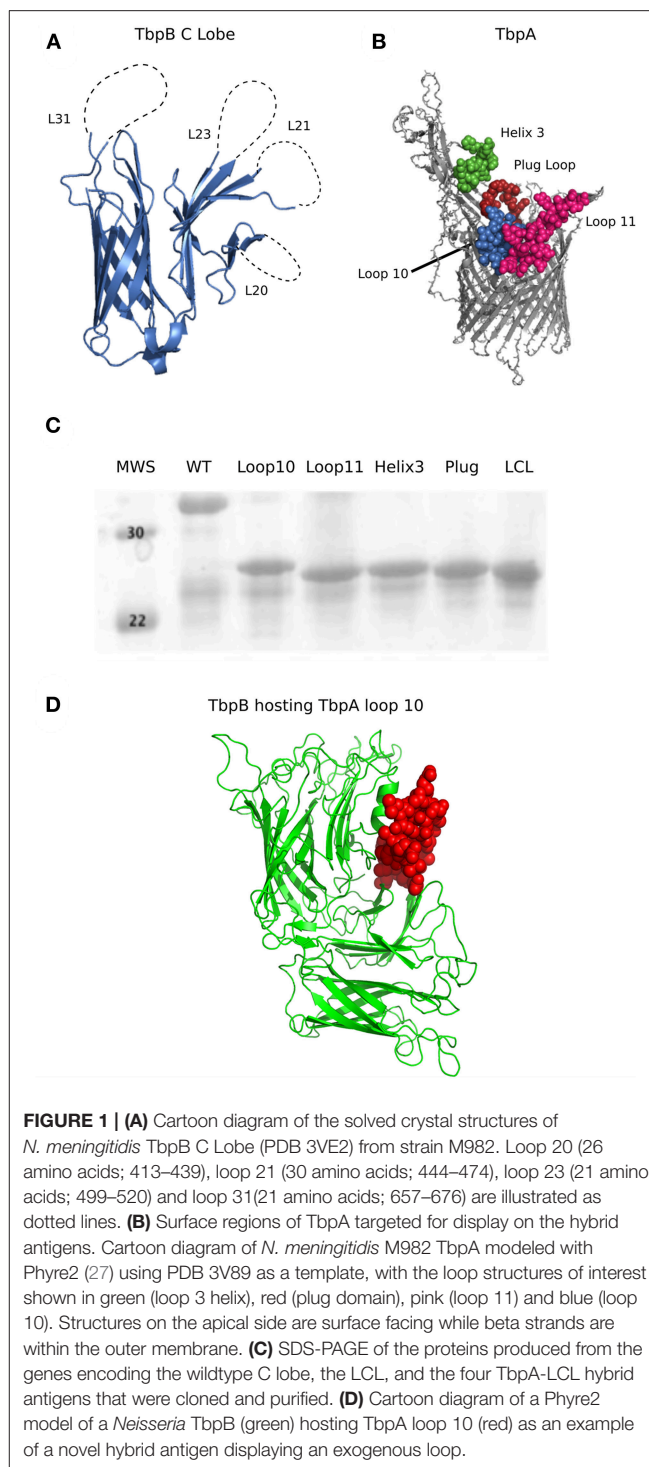 A
TbpB C Lobe
L31
L23
L21
L20
B
TbpA
Helix 3
Plug Loop
Loop 11
Loop 10
C
MWS WT Loop10 Loop11 Helix3 Plug LCL
30
22
D
TbpB hosting TbpA loop 10
FIGURE 1 | (A) Cartoon diagram of the solved crystal structures of
N. meningitidis TbpB C Lobe (PDB 3VE2) from strain M982. Loop 20 (26
amino acids; 413–439), loop 21 (30 amino acids; 444–474), loop 23 (21 amino
acids; 499–520) and loop 31(21 amino acids; 657–676) are illustrated as
dotted lines. (B) Surface regions of TbpA targeted for display on the hybrid
antigens. Cartoon diagram of N. meningitidis M982 TbpA modeled with
Phyre2 (27) using PDB 3V89 as a template, with the loop structures of interest
shown in green (loop 3 helix), red (plug domain), pink (loop 11) and blue (loop
10). Structures on the apical side are surface facing while beta strands are
within the outer membrane. (C) SDS-PAGE of the proteins produced from the
genes encoding the wildtype C lobe, the LCL, and the four TbpA-LCL hybrid
antigens that were cloned and purified. (D) Cartoon diagram of a Phyre2
model of a Neisseria TbpB (green) hosting TbpA loop 10 (red) as an example
of a novel hybrid antigen displaying an exogenous loop.